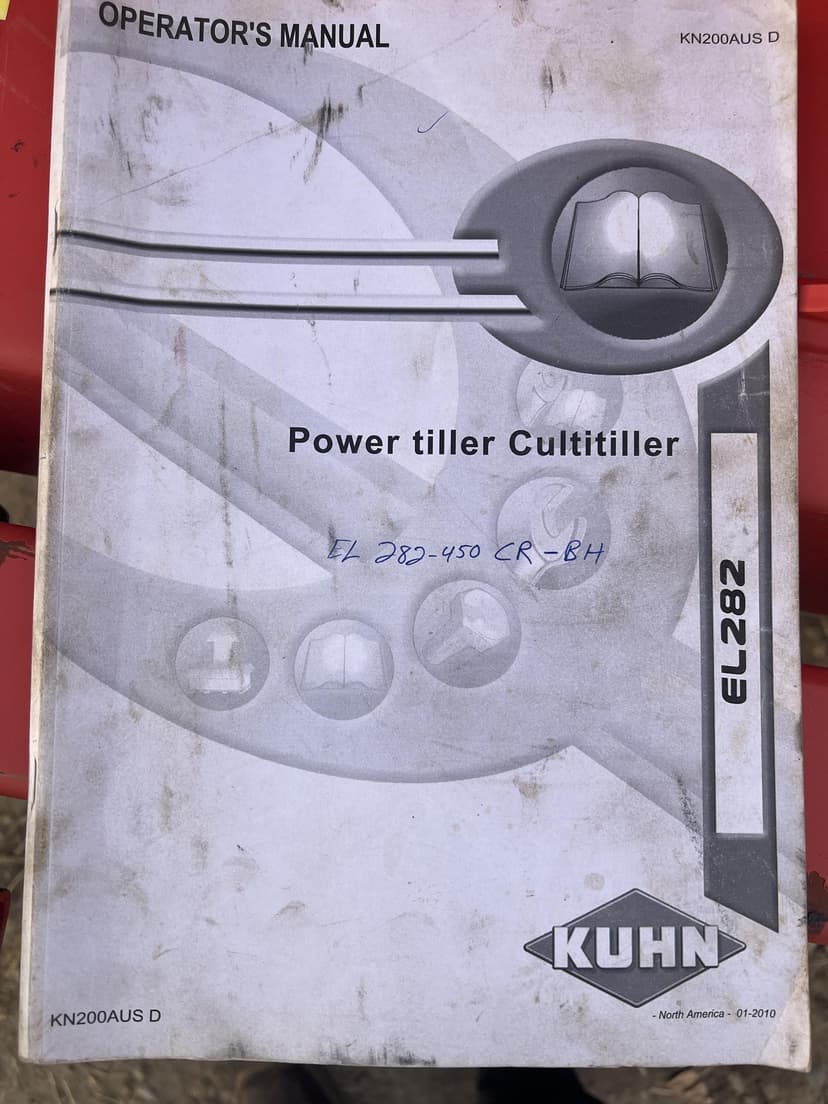 OPERATOR'S MANUAL
KN200AUS D
Power tiller Cultitiller
EL 282-450 CR-BH
EL282
KUHN
KN200AUS D
- North America - 01-2010